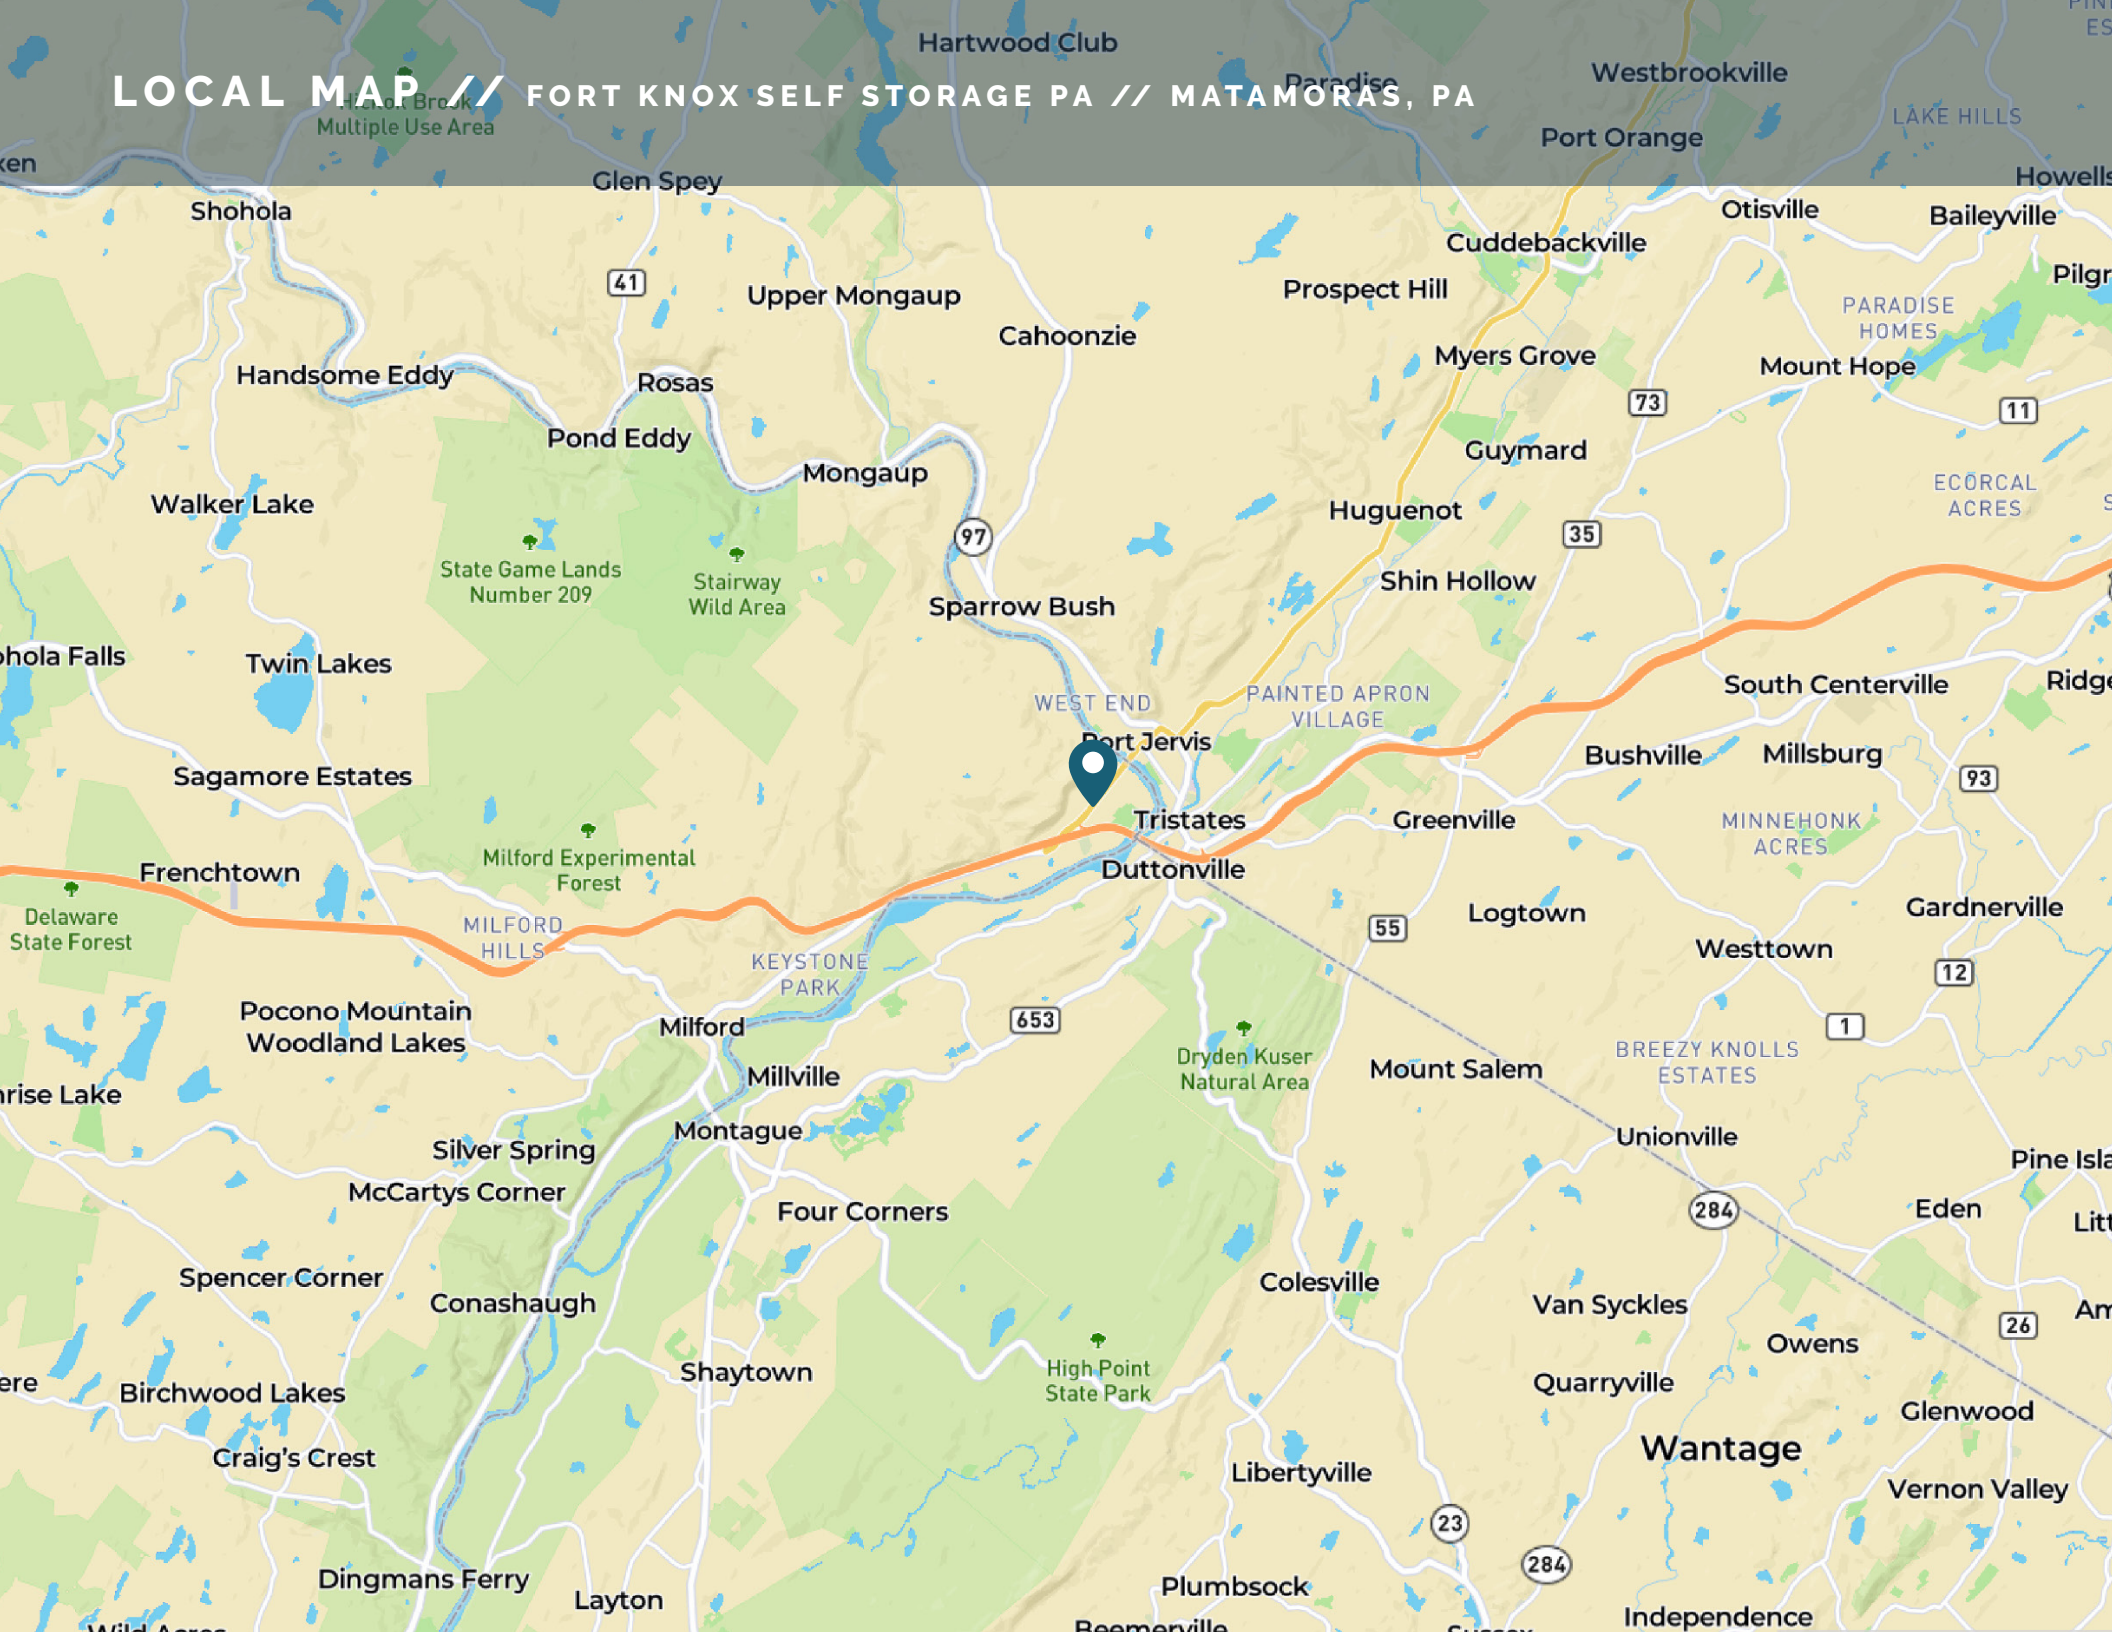 LOCAL MAP // FORT KNOX SELF STORAGE PA // MATAMORAS, PA
Hartwood Club
Paradise
Westbrookville
Hickok Brook
Multiple Use Area
LAKE HILLS
Port Orange
Glen Spey
Shohola
Otisville
Baileyville
Cuddebackville
41
Upper Mongaup
Prospect Hill
PARADISE
HOMES
Cahoonzie
Myers Grove
Mount Hope
Handsome Eddy
Rosas
73
11
Pond Eddy
Guymard
Mongaup
ECORCAL
ACRES
Walker Lake
Huguenot
97
35
State Game Lands
Number 209
Stairway
Wild Area
Shin Hollow
Sparrow Bush
Twin Lakes
WEST END
PAINTED APRON
VILLAGE
South Centerville
Port Jervis
Bushville
Millsburg
Sagamore Estates
93
Tristates
Greenville
MINNEHONK
ACRES
Milford Experimental
Forest
Frenchtown
Duttonville
Delaware
State Forest
MILFORD
HILLS
55
Logtown
Gardnerville
KEYSTONE
PARK
Westtown
12
Pocono Mountain
Woodland Lakes
Milford
653
1
Dryden Kuser
Natural Area
BREEZY KNOLLS
ESTATES
Millville
Mount Salem
Montague
Unionville
Silver Spring
McCartys Corner
Four Corners
284
Eden
Spencer Corner
Conashaugh
Colesville
Van Syckles
26
Owens
High Point
State Park
Shaytown
Quarryville
Birchwood Lakes
Glenwood
Craig's Crest
Wantage
Libertyville
Vernon Valley
23
284
Dingmans Ferry
Layton
Plumbsock
Independence